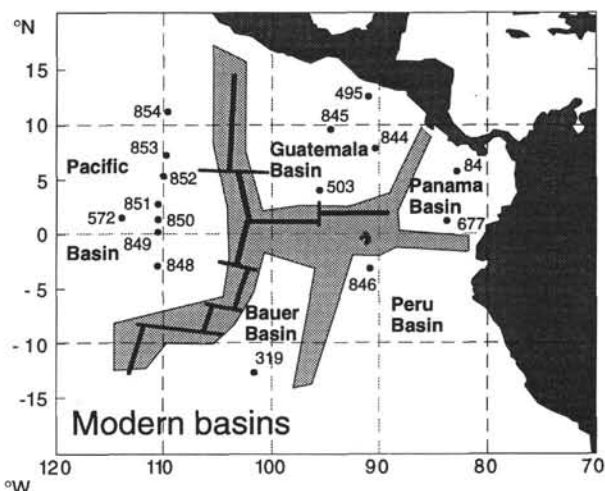 °N
15
10
5
0
- 5
-10
-15
495
854
845
844
853
Guatemala
Basin
Pacific
84
852
503
Panama
Basin
851
572
850
677
849
Basin
848
846
Bauer
Basin
Peru
Basin
319
Modern basins
120
110
100
90
80
70
°W